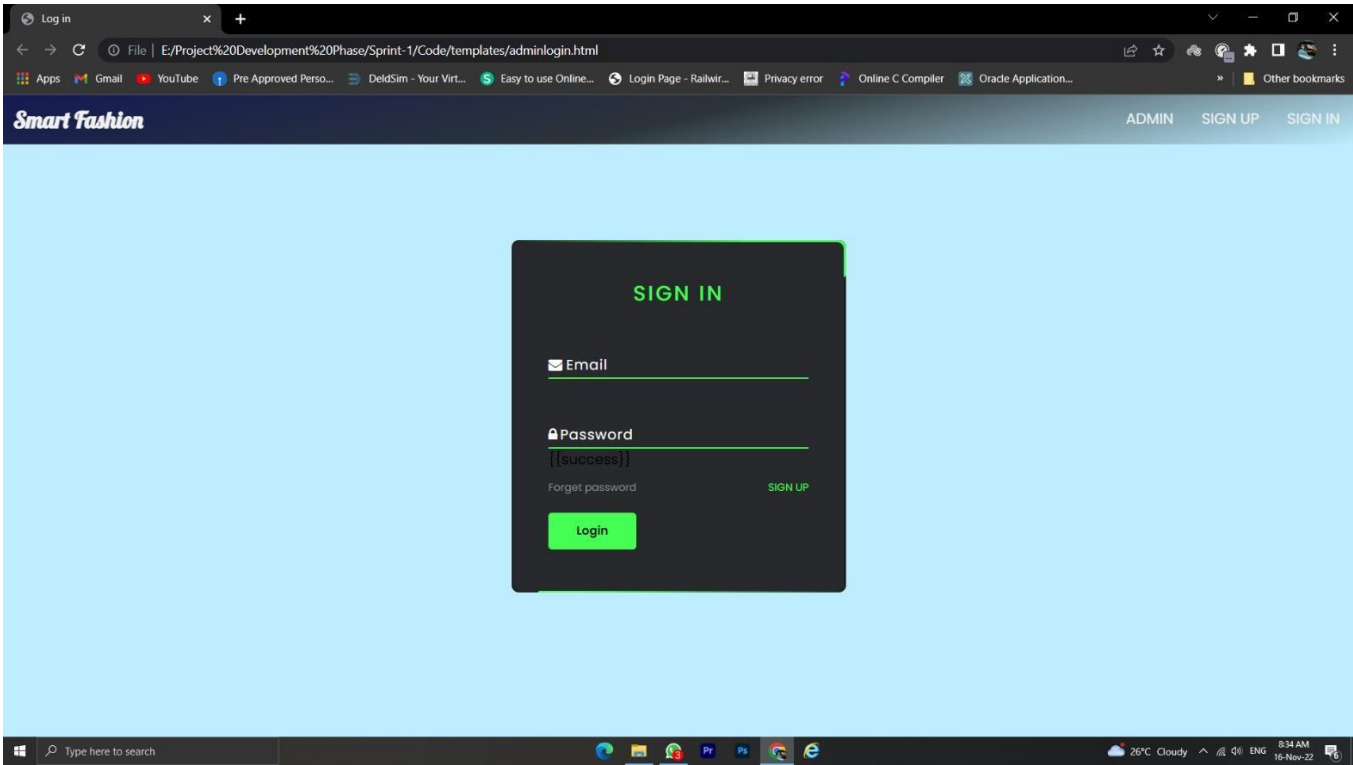 Log in
File | E:/Project%20Development%20Phase/Sprint-1/Code/templates/adminlogin.html
Apps Gmail YouTube Pre Approved Perso... DeldSim - Your Virt... Easy to use Online... Login Page - Railwir... Privacy error Online C Compiler Oracle Application... » Other bookmarks
Smart Fashion ADMIN SIGN UP SIGN IN
SIGN IN
Email
Password
{{success}}
Forget password SIGN UP
Login
Type here to search Pr Ps 26°C Cloudy ENG 8:34 AM
16-Nov-22